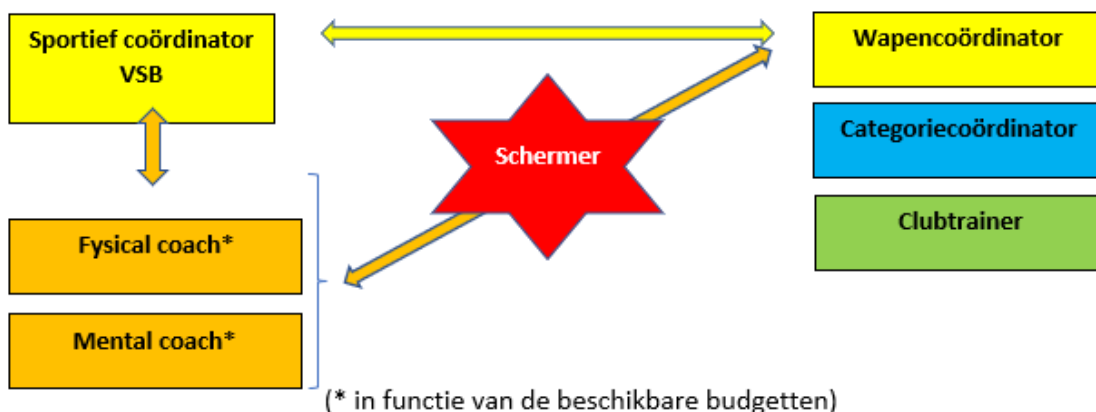 Sportief coördinator
VSB
Wapencoördinator
Categoriecoördinator
Schermer
Clubtrainer
Fysical coach*
Mental coach*
(* in functie van de beschikbare budgetten)